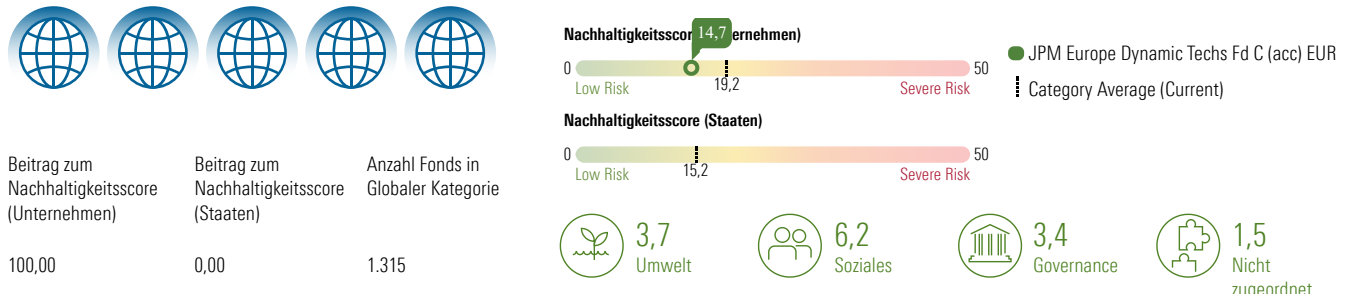 Beitrag zum
Nachhaltigkeitsscore
(Unternehmen)
100,00
Beitrag zum
Nachhaltigkeitsscore
(Staaten)
0,00
Anzahl Fonds in
Globaler Kategorie
1.315
Nachhaltigkeitsscor ernehmen)
14,7
0 50
19,2
Low Risk Severe Risk
Nachhaltigkeitsscore (Staaten)
0 50
15,2
Low Risk Severe Risk
JPM Europe Dynamic Techs Fd C (acc) EUR
Category Average (Current)
3,7
Umwelt
6,2
Soziales
3,4
Governance
1,5
Nicht
zugeordnet